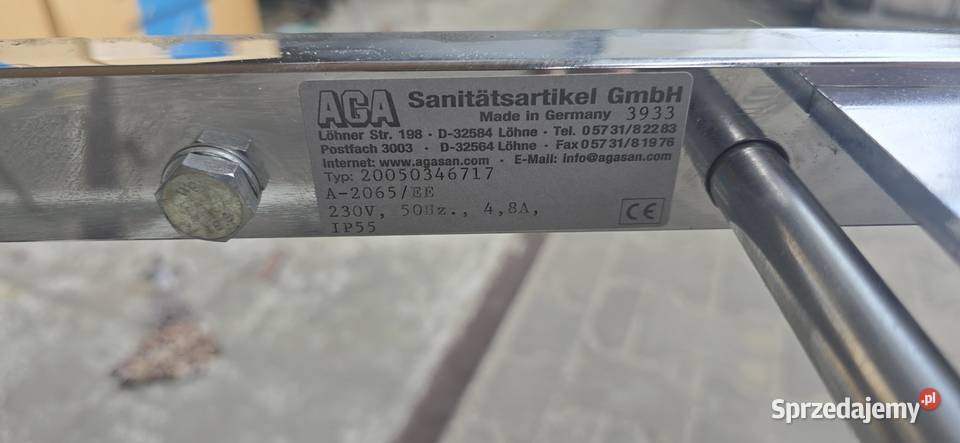 AGA Sanitätsartikel GmbH
Made in Germany 3933
Löhner Str. 198 · D-32584 Löhne · Tel. 05731/82283
Postfach 3003 · D-32564 Löhne · Fax 05731/81976
Internet: www.agasan.com · E-Mail: info@agasan.com
Typ: 20050346717
A-2065/EE
230V, 50Hz., 4,8A,
IP55
CE
Sprzedajemy.pl